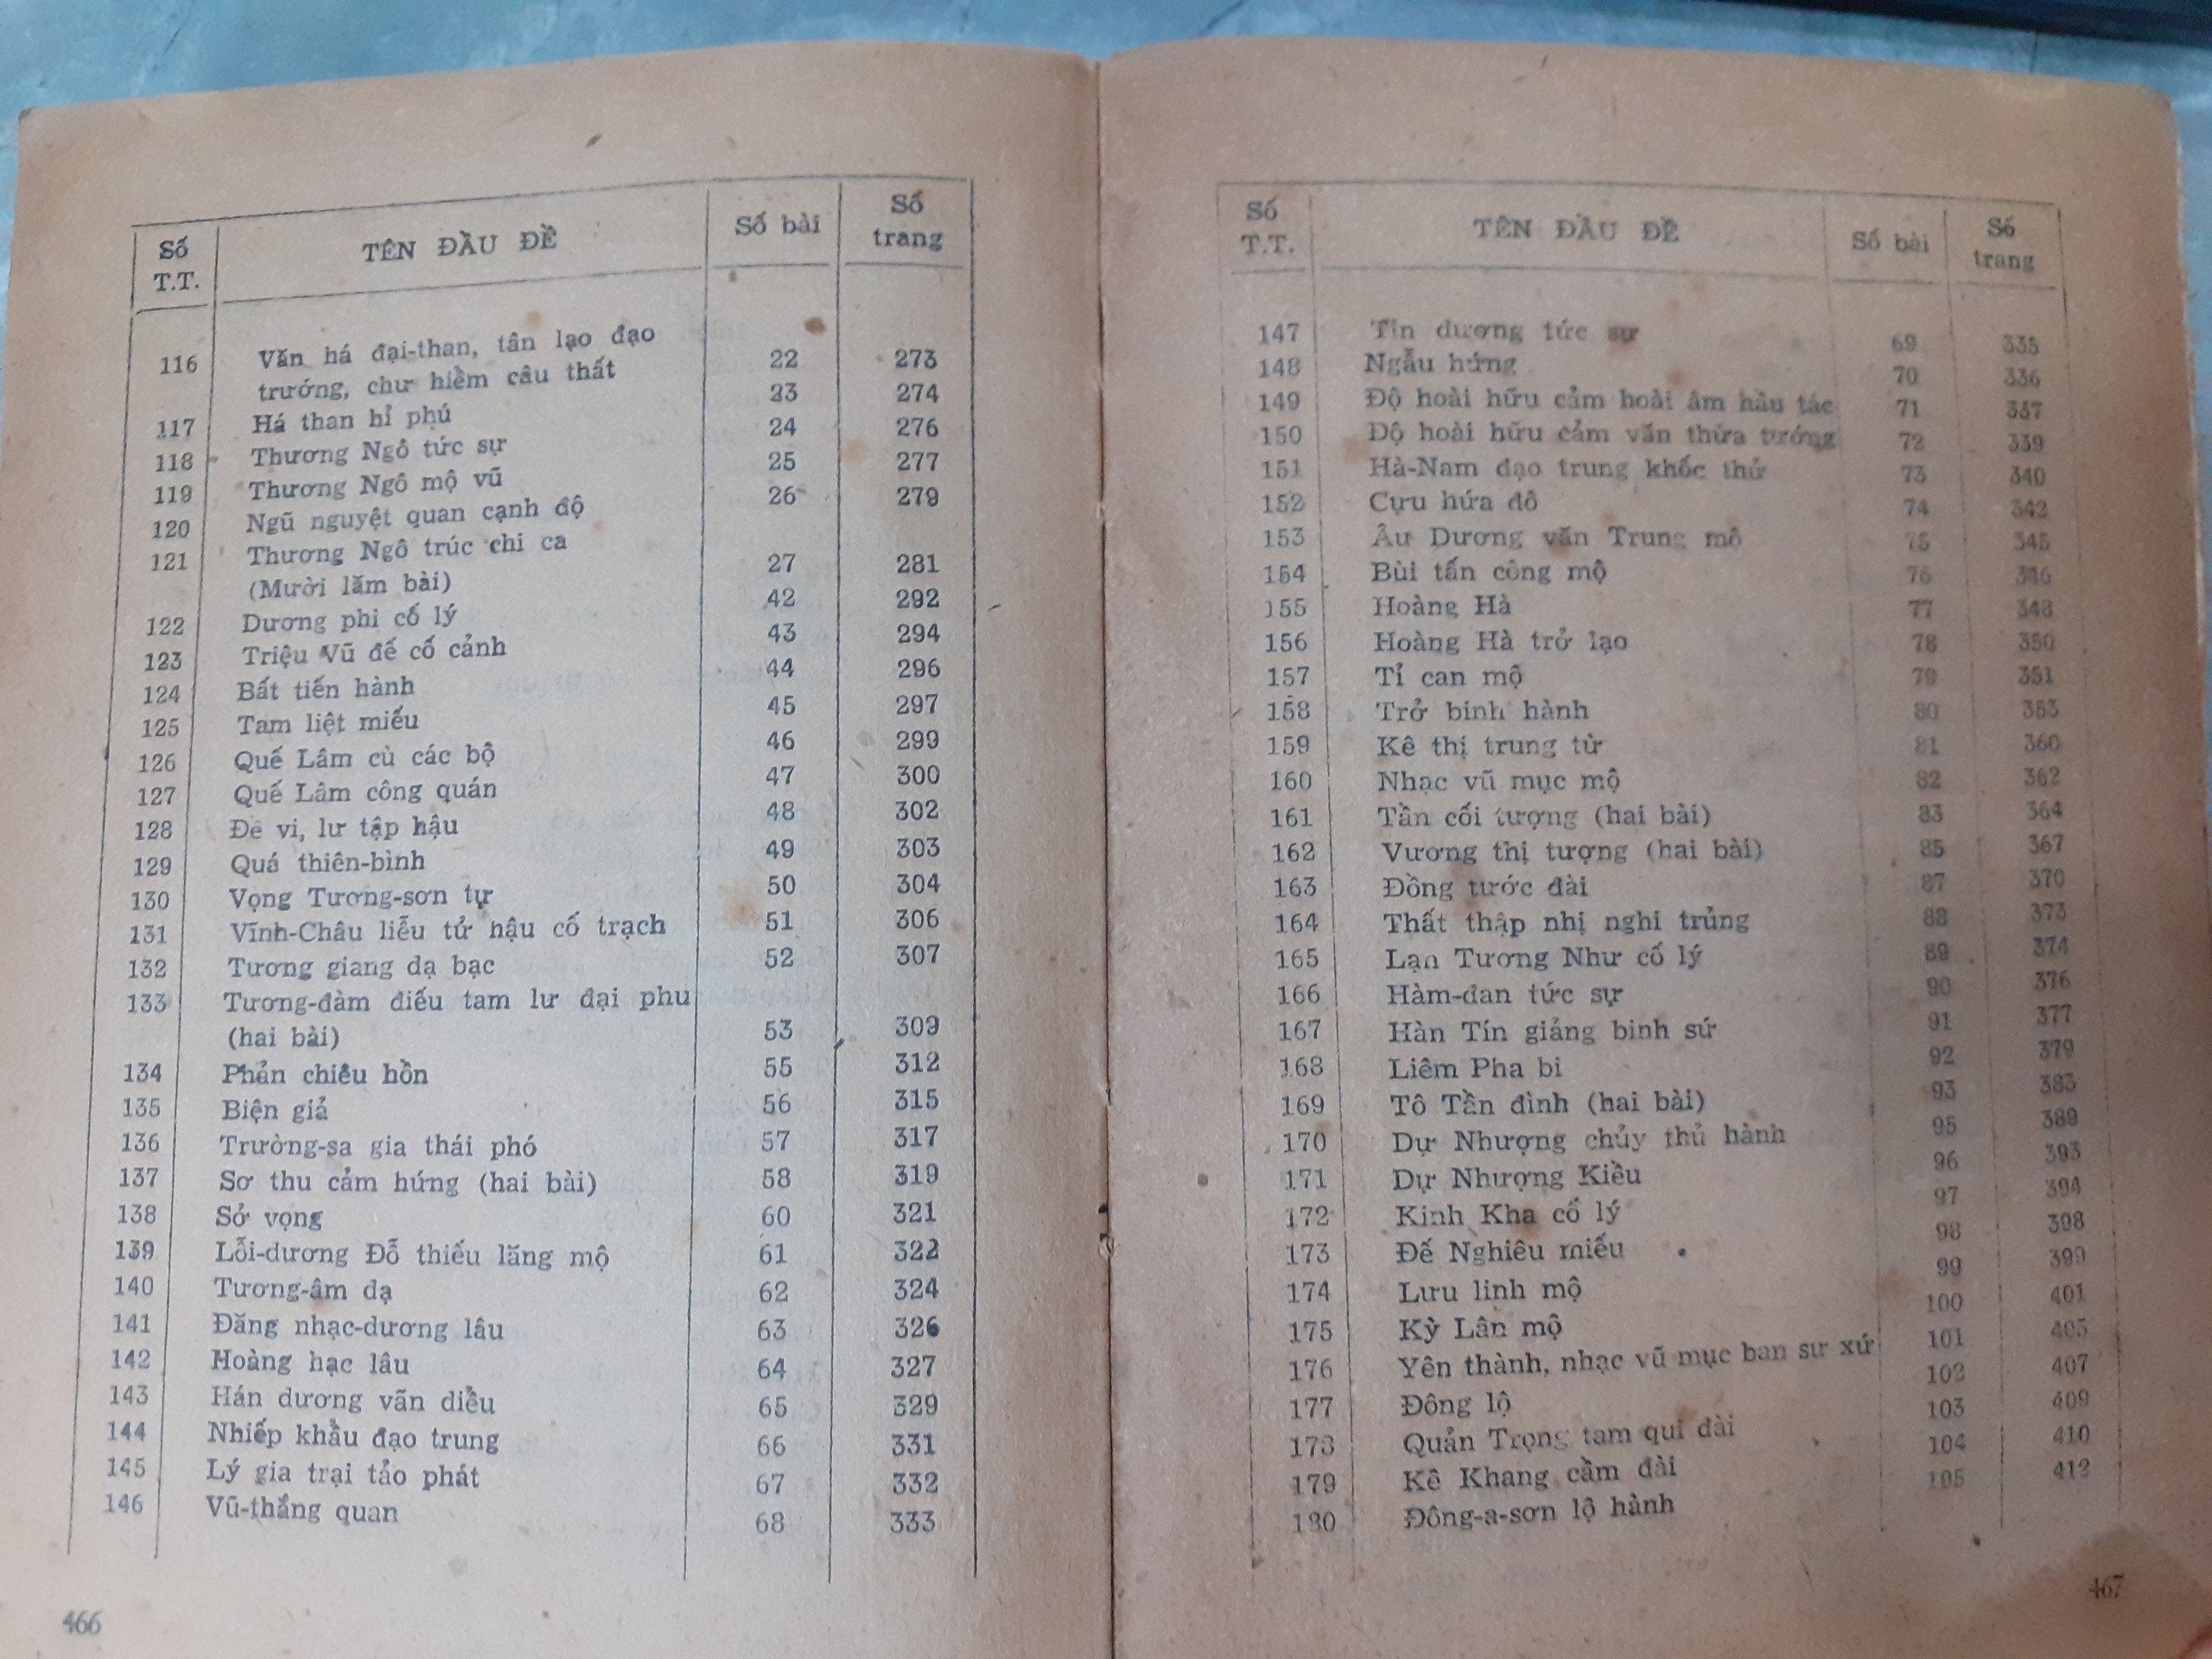 Số T.T. TÊN ĐẦU ĐỀ Số bài Số trang
116 Văn há đại-than, tân lạo đạo
trướng, chư hiềm câu thất 22 273
117 Há than hỉ phú 23 274
118 Thương Ngô tức sự 24 276
119 Thương Ngô mộ vũ 25 277
120 Ngũ nguyệt quan cạnh độ 26 279
121 Thương Ngô trúc chi ca
(Mười lăm bài) 27 281
122 Dương phi cố lý 42 292
123 Triệu Vũ đế cố cảnh 43 294
124 Bất tiến hành 44 296
125 Tam liệt miếu 45 297
126 Quế Lâm cù các bộ 46 299
127 Quế Lâm công quán 47 300
128 Đề vi, lư tập hậu 48 302
129 Quá thiên-bình 49 303
130 Vọng Tương-sơn tự 50 304
131 Vĩnh-Châu liễu tử hậu cố trạch 51 306
132 Tương giang dạ bạc 52 307
133 Tương-đàm điếu tam lư đại phu
(hai bài) 53 309
134 Phản chiêu hồn 55 312
135 Biện giả 56 315
136 Trường-sa gia thái phó 57 317
137 Sơ thu cảm hứng (hai bài) 58 319
138 Sở vọng 60 321
139 Lỗi-dương Đỗ thiếu lăng mộ 61 322
140 Tương-âm dạ 62 324
141 Đăng nhạc-dương lâu 63 326
142 Hoàng hạc lâu 64 327
143 Hán dương vãn diểu 65 329
144 Nhiếp khẩu đạo trung 66 331
145 Lý gia trại tảo phát 67 332
146 Vũ-thắng quan 68 333
466
Số T.T. TÊN ĐẦU ĐỀ Số bài Số trang
147 Tín dương tức sự 69 335
148 Ngẫu hứng 70 336
149 Độ hoài hữu cảm hoài âm hầu tác 71 337
150 Độ hoài hữu cảm văn thừa tướng 72 339
151 Hà-Nam đạo trung khốc thử 73 340
152 Cựu hứa đô 74 342
153 Âu Dương văn Trung mộ 75 345
154 Bùi tấn công mộ 76 346
155 Hoàng Hà 77 348
156 Hoàng Hà trở lạo 78 350
157 Tỉ can mộ 79 351
158 Trở binh hành 80 353
159 Kê thị trung từ 81 360
160 Nhạc vũ mục mộ 82 362
161 Tần cối tượng (hai bài) 83 364
162 Vương thị tượng (hai bài) 85 367
163 Đồng tước đài 87 370
164 Thất thập nhị nghi trủng 88 373
165 Lạn Tương Như cố lý 89 374
166 Hàm-đan tức sự 90 376
167 Hàn Tín giảng binh sứ 91 377
168 Liêm Pha bi 92 379
169 Tô Tần đình (hai bài) 93 383
170 Dự Nhượng chủy thủ hành 95 389
171 Dự Nhượng Kiều 96 393
172 Kinh Kha cố lý 97 394
173 Đế Nghiêu miếu 98 398
174 Lưu linh mộ 99 399
175 Kỳ Lân mộ 100 401
176 Yên thành, nhạc vũ mục ban sư xứ 101 405
177 Đông lộ 102 407
178 Quản Trọng tam qui đài 103 409
179 Kê Khang cầm đài 104 410
180 Đông-a-sơn lộ hành 105 412
467